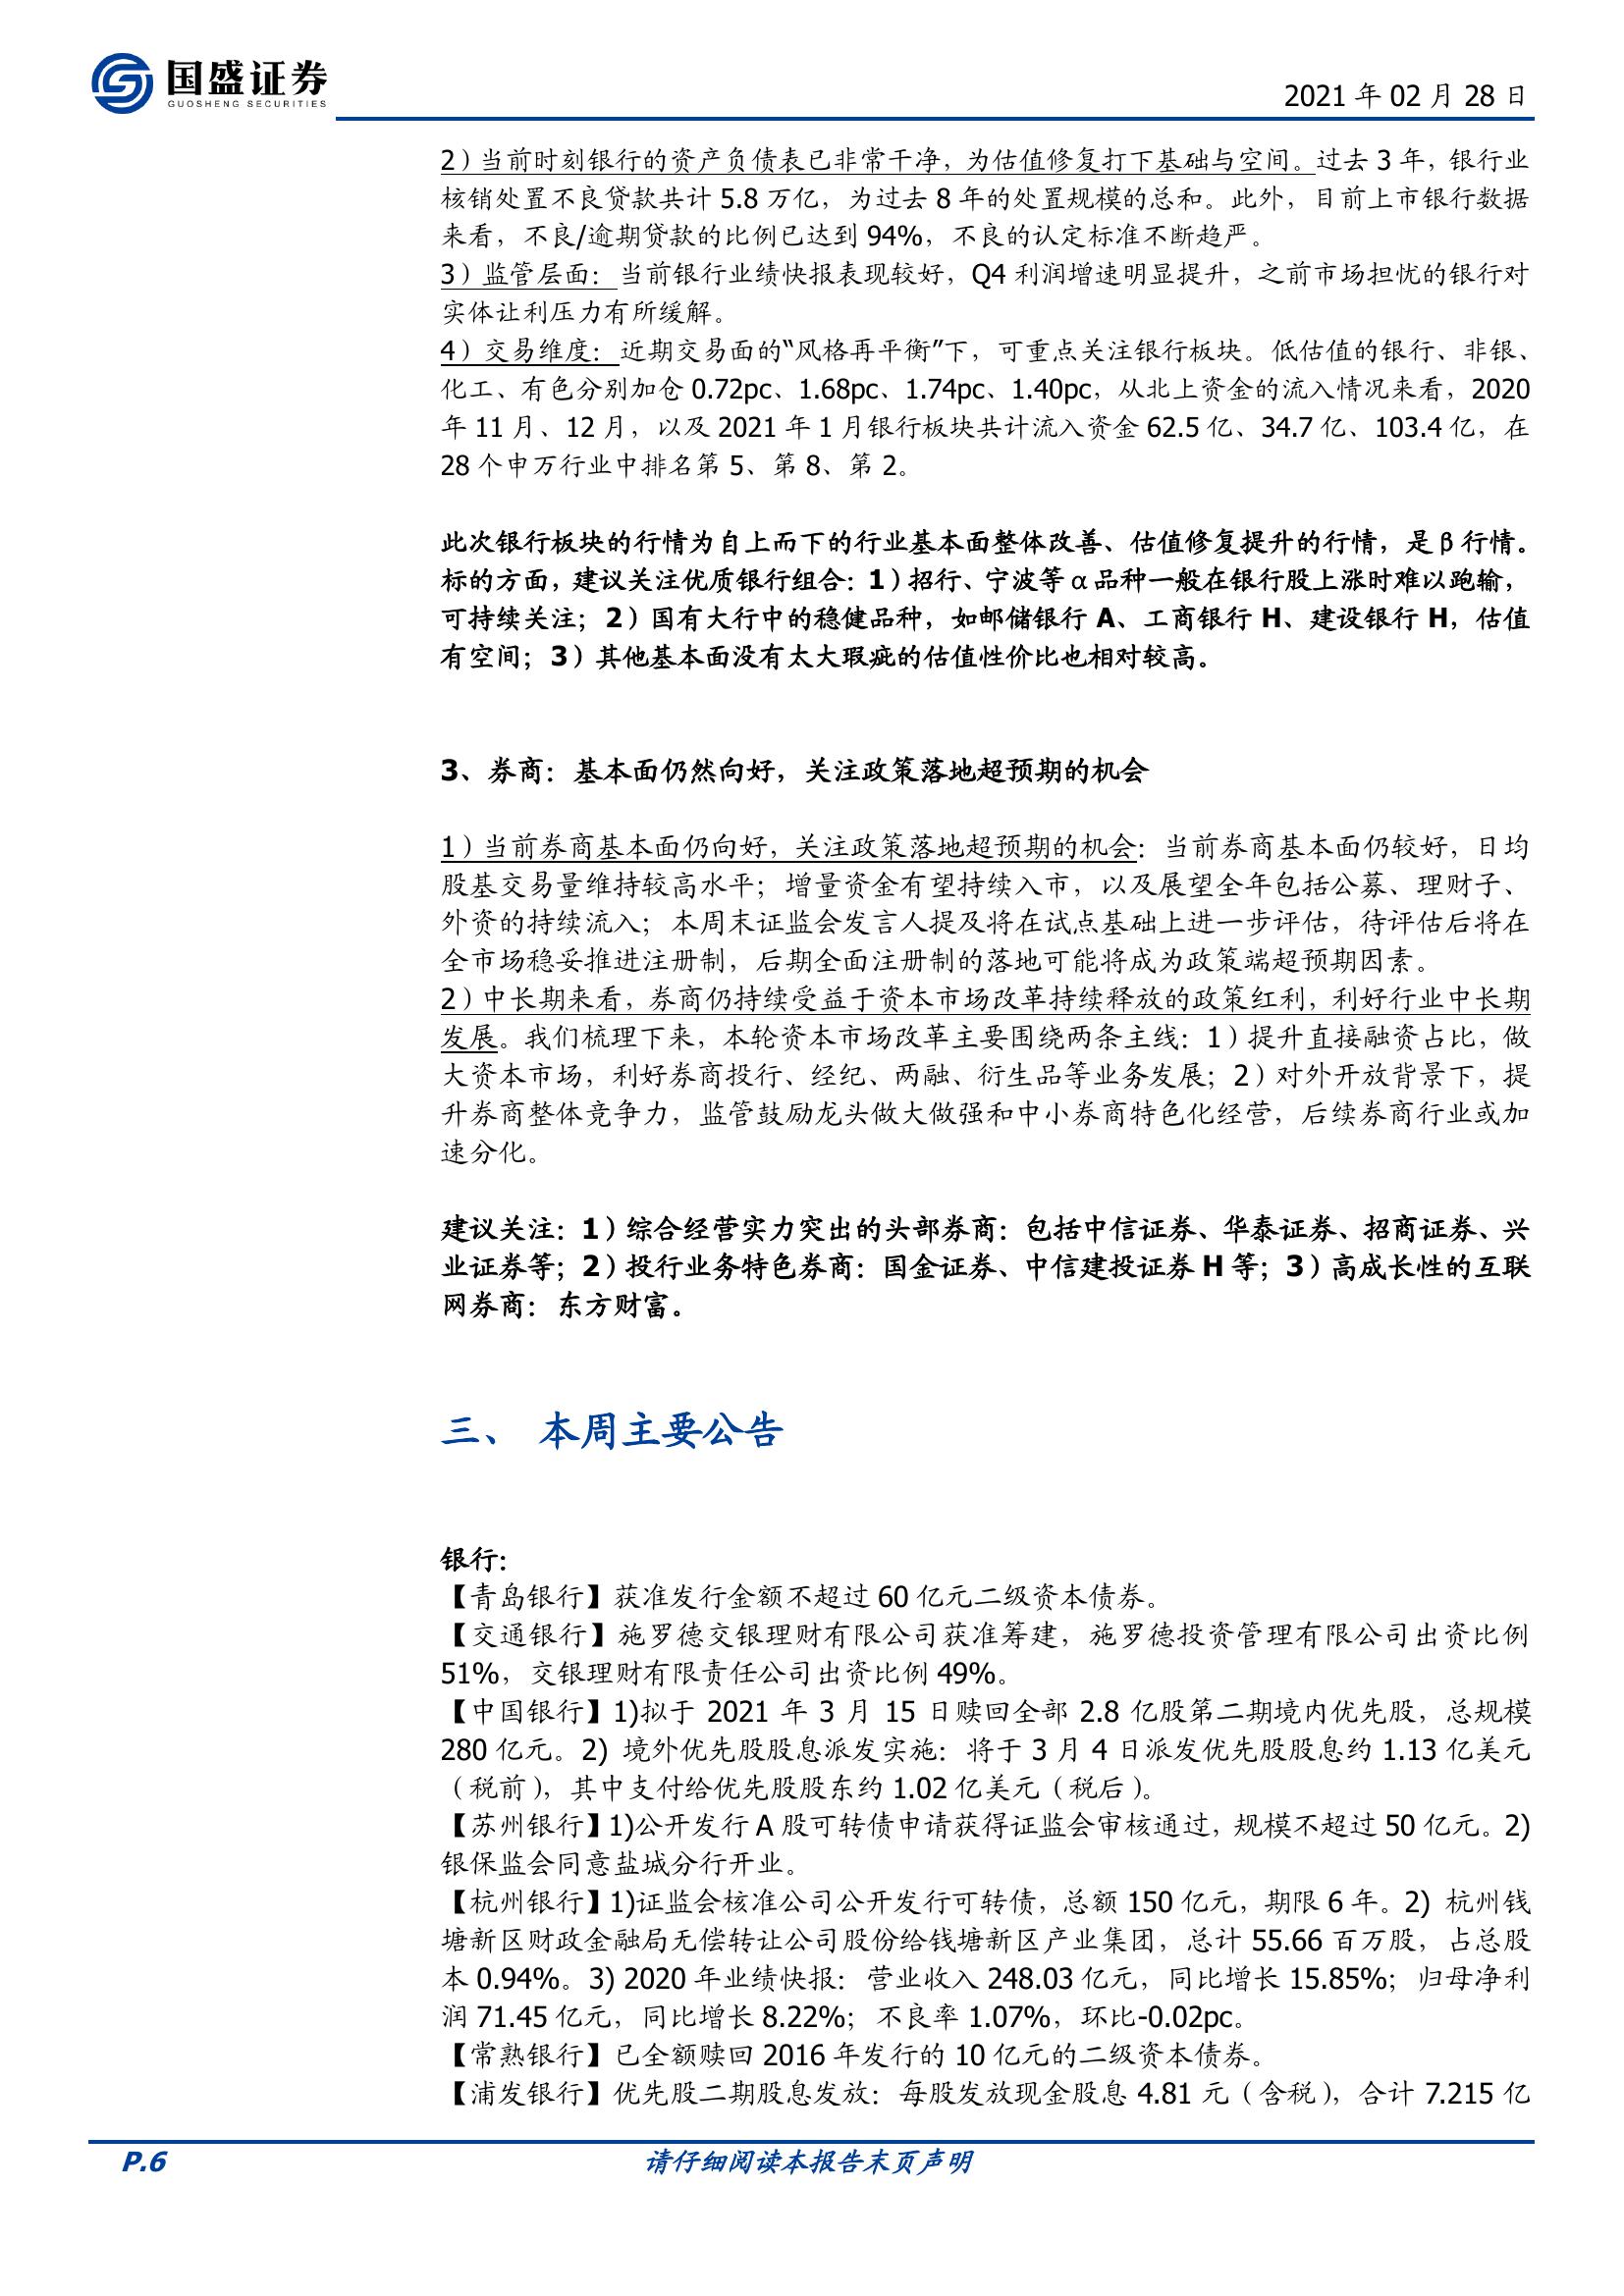 国盛证券
GUOSHENG SECURITIES
2021 年 02 月 28 日
2）当前时刻银行的资产负债表已非常干净，为估值修复打下基础与空间。过去 3 年，银行业
核销处置不良贷款共计 5.8 万亿，为过去 8 年的处置规模的总和。此外，目前上市银行数据
来看，不良/逾期贷款的比例已达到 94%，不良的认定标准不断趋严。
3）监管层面：当前银行业绩快报表现较好，Q4 利润增速明显提升，之前市场担忧的银行对
实体让利压力有所缓解。
4）交易维度：近期交易面的“风格再平衡”下，可重点关注银行板块。低估值的银行、非银、
化工、有色分别加仓 0.72pc、1.68pc、1.74pc、1.40pc，从北上资金的流入情况来看，2020
年 11 月、12 月，以及 2021 年 1 月银行板块共计流入资金 62.5 亿、34.7 亿、103.4 亿，在
28 个申万行业中排名第 5、第 8、第 2。
此次银行板块的行情为自上而下的行业基本面整体改善、估值修复提升的行情，是 β 行情。
标的方面，建议关注优质银行组合：1）招行、宁波等 α 品种一般在银行股上涨时难以跑输，
可持续关注；2）国有大行中的稳健品种，如邮储银行 A、工商银行 H、建设银行 H，估值
有空间；3）其他基本面没有太大瑕疵的估值性价比也相对较高。
3、券商：基本面仍然向好，关注政策落地超预期的机会
1）当前券商基本面仍向好，关注政策落地超预期的机会：当前券商基本面仍较好，日均
股基交易量维持较高水平；增量资金有望持续入市，以及展望全年包括公募、理财子、
外资的持续流入；本周末证监会发言人提及将在试点基础上进一步评估，待评估后将在
全市场稳妥推进注册制，后期全面注册制的落地可能将成为政策端超预期因素。
2）中长期来看，券商仍持续受益于资本市场改革持续释放的政策红利，利好行业中长期
发展。我们梳理下来，本轮资本市场改革主要围绕两条主线：1）提升直接融资占比，做
大资本市场，利好券商投行、经纪、两融、衍生品等业务发展；2）对外开放背景下，提
升券商整体竞争力，监管鼓励龙头做大做强和中小券商特色化经营，后续券商行业或加
速分化。
建议关注：1）综合经营实力突出的头部券商：包括中信证券、华泰证券、招商证券、兴
业证券等；2）投行业务特色券商：国金证券、中信建投证券 H 等；3）高成长性的互联
网券商：东方财富。
三、 本周主要公告
银行：
【青岛银行】获准发行金额不超过 60 亿元二级资本债券。
【交通银行】施罗德交银理财有限公司获准筹建，施罗德投资管理有限公司出资比例
51%，交银理财有限责任公司出资比例 49%。
【中国银行】1)拟于 2021 年 3 月 15 日赎回全部 2.8 亿股第二期境内优先股，总规模
280 亿元。2) 境外优先股股息派发实施：将于 3 月 4 日派发优先股股息约 1.13 亿美元
（税前），其中支付给优先股股东约 1.02 亿美元（税后）。
【苏州银行】1)公开发行 A 股可转债申请获得证监会审核通过，规模不超过 50 亿元。2)
银保监会同意盐城分行开业。
【杭州银行】1)证监会核准公司公开发行可转债，总额 150 亿元，期限 6 年。2) 杭州钱
塘新区财政金融局无偿转让公司股份给钱塘新区产业集团，总计 55.66 百万股，占总股
本 0.94%。3) 2020 年业绩快报：营业收入 248.03 亿元，同比增长 15.85%；归母净利
润 71.45 亿元，同比增长 8.22%；不良率 1.07%，环比-0.02pc。
【常熟银行】已全额赎回 2016 年发行的 10 亿元的二级资本债券。
【浦发银行】优先股二期股息发放：每股发放现金股息 4.81 元（含税），合计 7.215 亿
P.6
请仔细阅读本报告末页声明